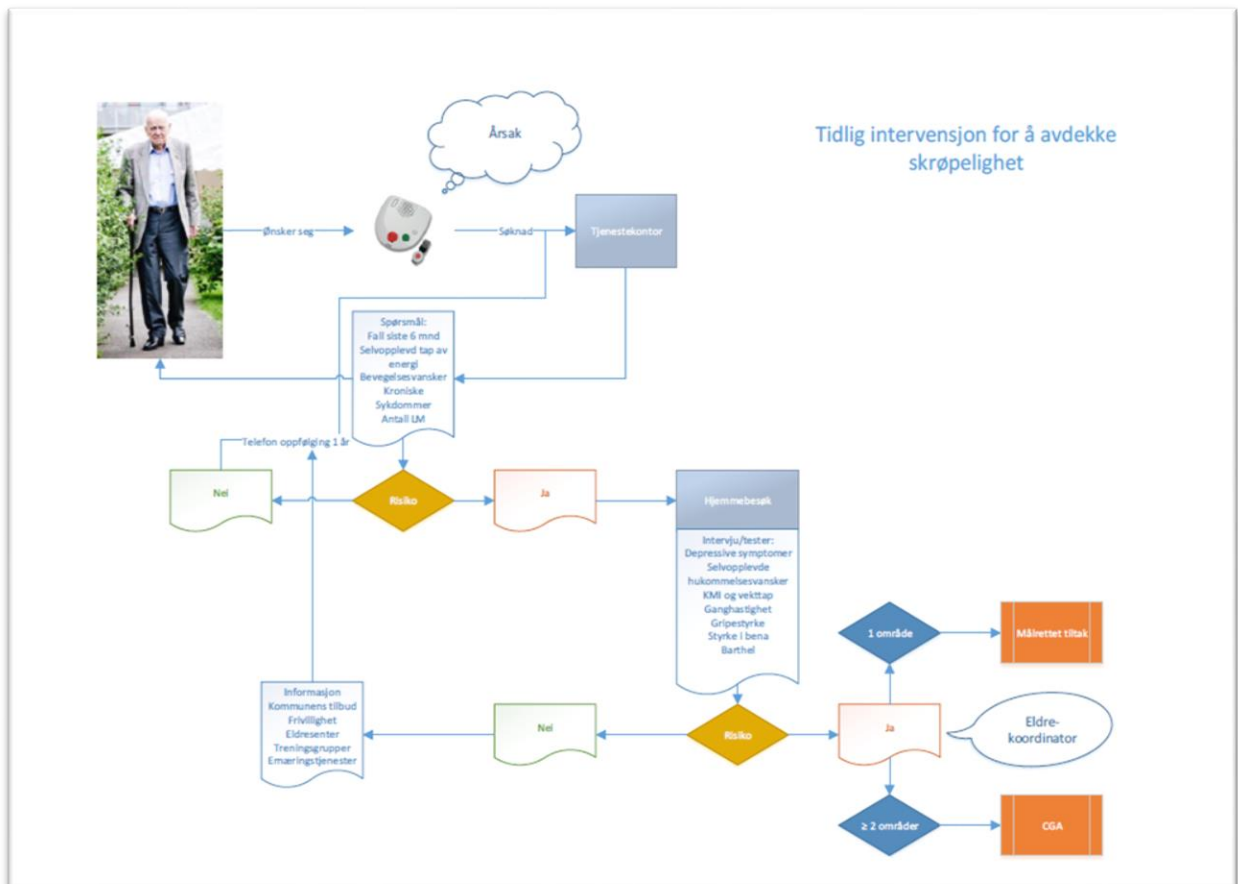 Tidlig intervensjon for å avdekke
skrøpelighet
Årsak
Ønsker seg
Søknad
Tjenestekontor
Spørsmål:
Fall siste 6 mnd
Selvopplevd tap av
energi
Bevegelsesvansker
Kroniske
Sykdommer
Antall LM
Telefon oppfølging 1 år
Nei
Risiko
Ja
Hjemmebesøk
Intervju/tester:
Depressive symptomer
Selvopplevde
hukommelsesvansker
KMI og vekttap
Ganghastighet
Gripestyrke
Styrke i bena
Barthel
1 område
Målrettet tiltak
Informasjon
Kommunens tilbud
Frivillighet
Eldresenter
Treningsgrupper
Ernæringstjenester
Nei
Risiko
Ja
Eldre-
koordinator
≥ 2 områder
CGA